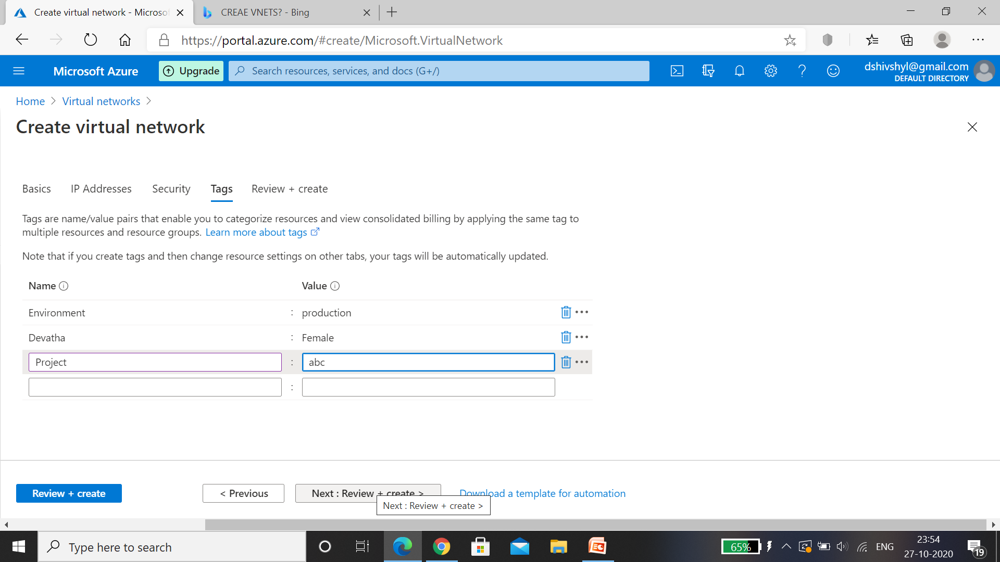 Create virtual network - Microso
CREAE VNETS? - Bing
https://portal.azure.com/#create/Microsoft.VirtualNetwork
Microsoft Azure
Upgrade
Search resources, services, and docs (G+/)
dshivshyl@gmail.com
DEFAULT DIRECTORY
Home > Virtual networks >
Create virtual network
Basics IP Addresses Security Tags Review + create
Tags are name/value pairs that enable you to categorize resources and view consolidated billing by applying the same tag to
multiple resources and resource groups. Learn more about tags
Note that if you create tags and then change resource settings on other tabs, your tags will be automatically updated.
Name Value
Environment : production
Devatha : Female
Project : abc
:
Review + create < Previous Next : Review + create > Download a template for automation
Next : Review + create >
Type here to search
65%
ENG
23:54
27-10-2020
19